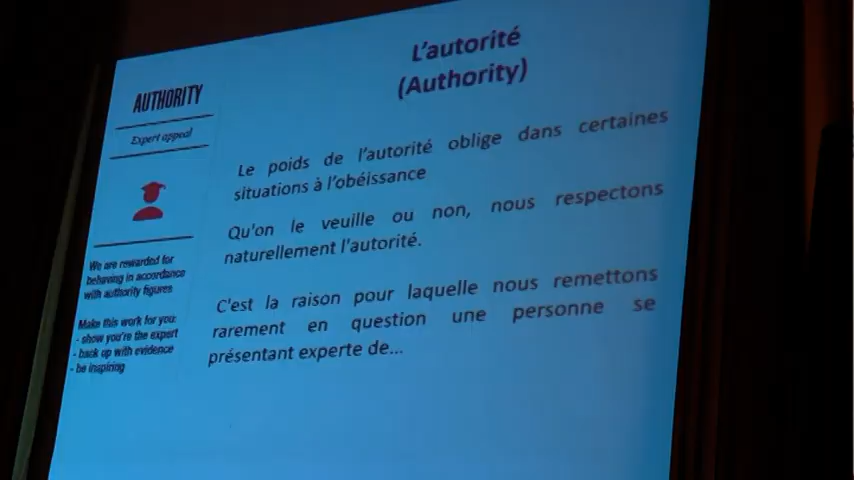 AUTHORITY
Expert appeal
We are rewarded for
behaving in accordance
with authority figures
Make this work for you:
- show you're the expert
- back up with evidence
- be inspiring
L'autorité
(Authority)
Le poids de l'autorité oblige dans certaines
situations à l'obéissance
Qu'on le veuille ou non, nous respectons
naturellement l'autorité.
C'est la raison pour laquelle nous remettons
rarement en question une personne se
présentant experte de...